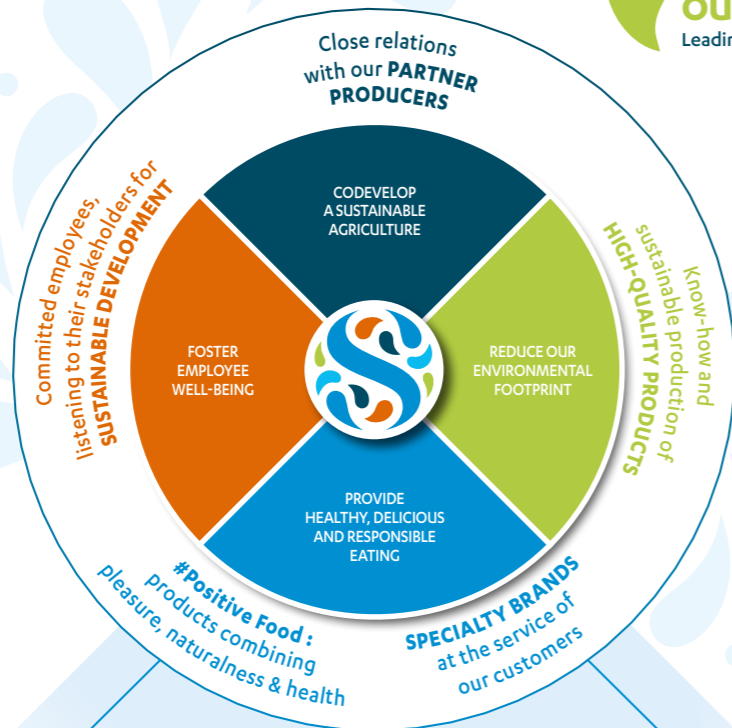 ou
Leadin
Close relations
with our PARTNER
PRODUCERS
CODEVELOP
A SUSTAINABLE
AGRICULTURE
Committed employees,
listening to their stakeholders for
SUSTAINABLE DEVELOPMENT
FOSTER
EMPLOYEE
WELL-BEING
REDUCE OUR
ENVIRONMENTAL
FOOTPRINT
Know-how and
sustainable production of
HIGH-QUALITY PRODUCTS
PROVIDE
HEALTHY, DELICIOUS
AND RESPONSIBLE
EATING
#Positive Food :
products combining
pleasure, naturalness & health
SPECIALTY BRANDS
at the service of
our customers